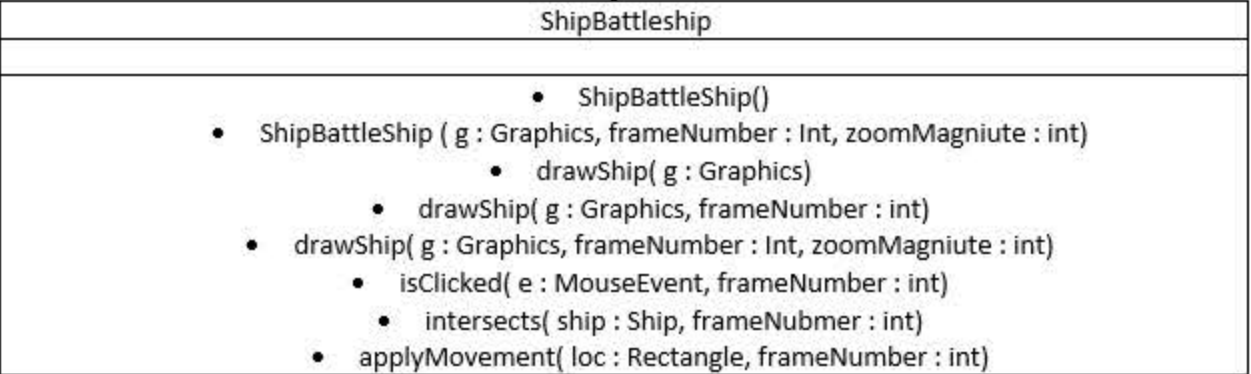 ShipBattleship
• ShipBattleShip()
• ShipBattleShip ( g : Graphics, frameNumber : Int, zoomMagniute : int)
• drawShip( g : Graphics)
• drawShip( g : Graphics, frameNumber : int)
• drawShip( g : Graphics, frameNumber : Int, zoomMagniute : int)
• isClicked( e : MouseEvent, frameNumber : int)
• intersects( ship : Ship, frameNubmer : int)
• applyMovement( loc : Rectangle, frameNumber : int)